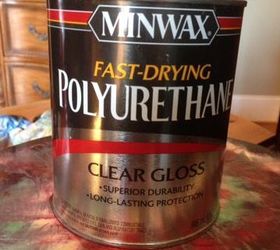 MINWAX
FAST-DRYING
POLYURETHANE
CLEAR GLOSS
•SUPERIOR DURABILITY
•LONG-LASTING PROTECTION